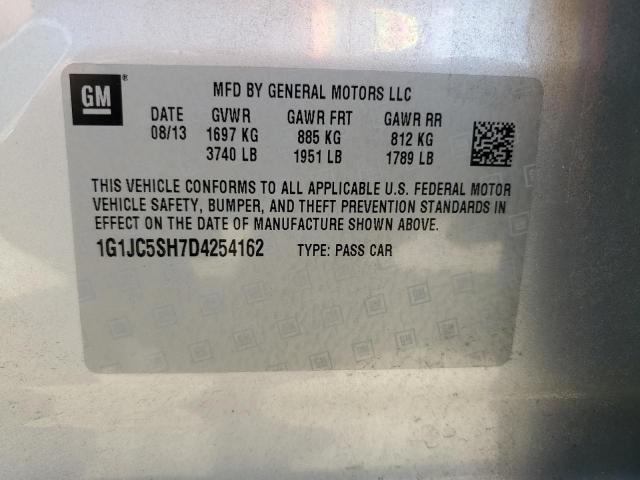 GM ®
MFD BY GENERAL MOTORS LLC
DATE GVWR GAWR FRT GAWR RR
08/13 1697 KG 885 KG 812 KG
3740 LB 1951 LB 1789 LB
THIS VEHICLE CONFORMS TO ALL APPLICABLE U.S. FEDERAL MOTOR
VEHICLE SAFETY, BUMPER, AND THEFT PREVENTION STANDARDS IN
EFFECT ON THE DATE OF MANUFACTURE SHOWN ABOVE.
1G1JC5SH7D4254162 TYPE: PASS CAR